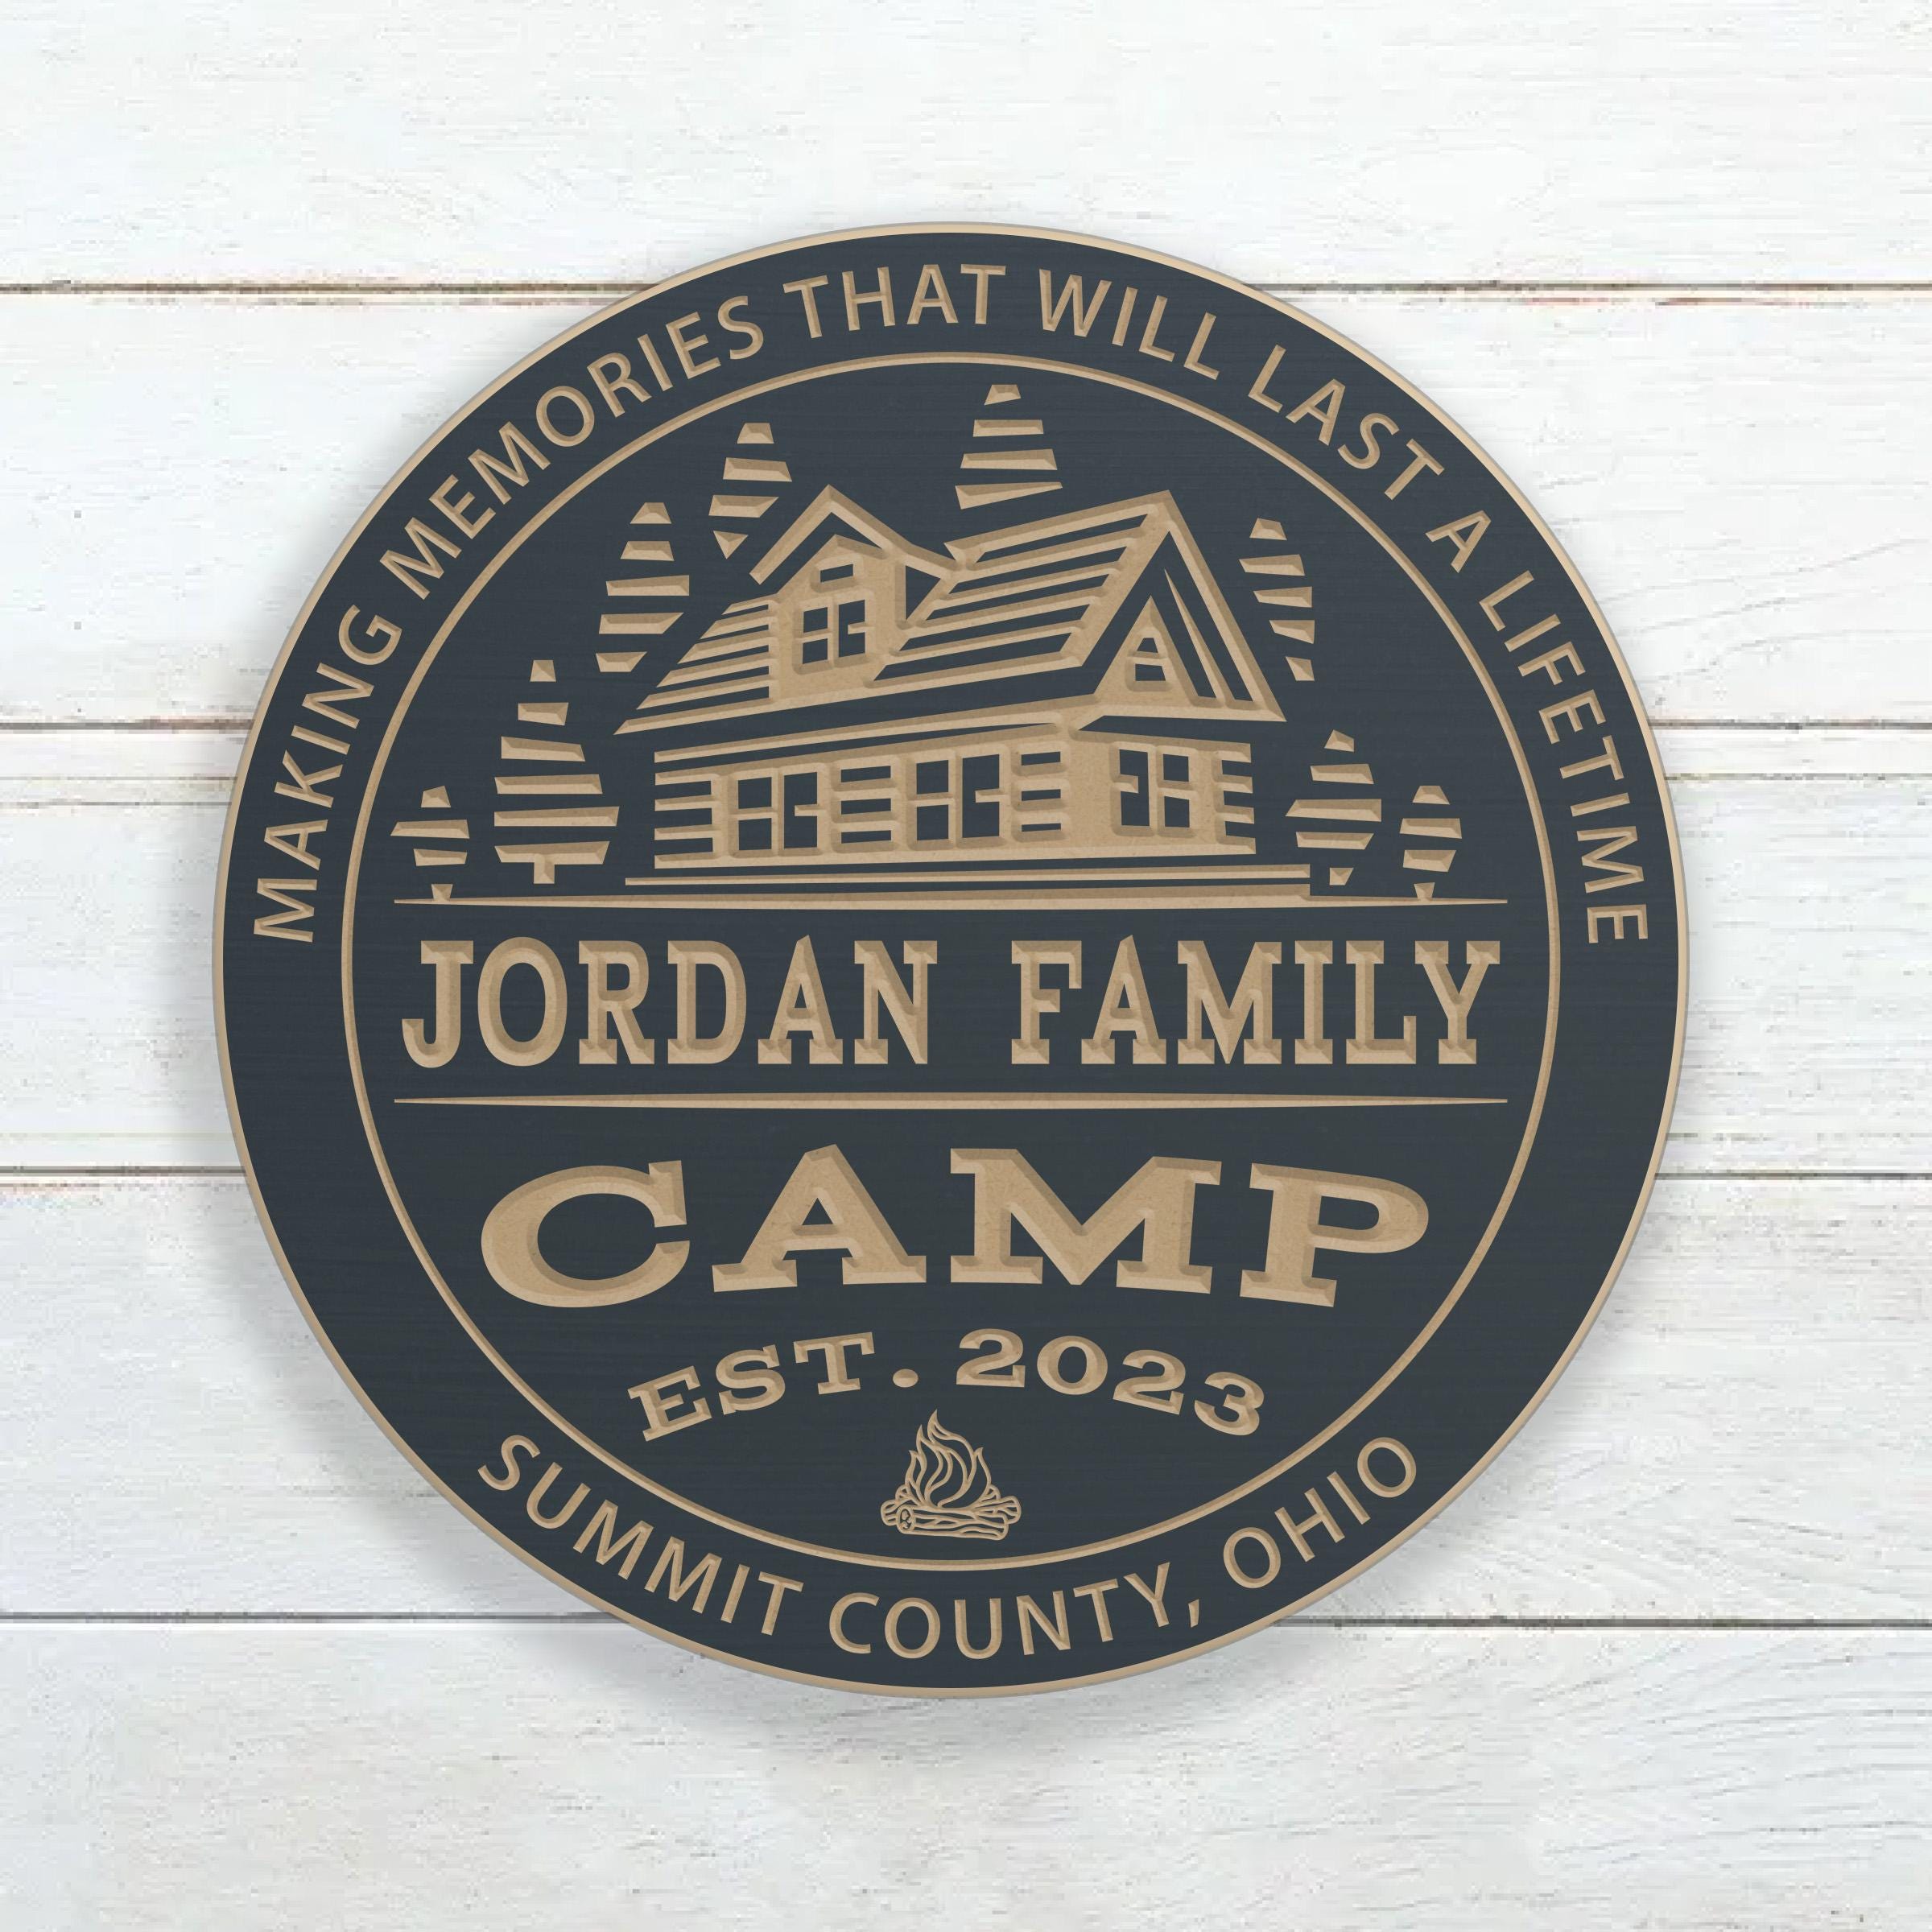 MAKING MEMORIES THAT WILL LAST A LIFETIME
JORDAN FAMILY
CAMP
EST. 2023
SUMMIT COUNTY, OHIO